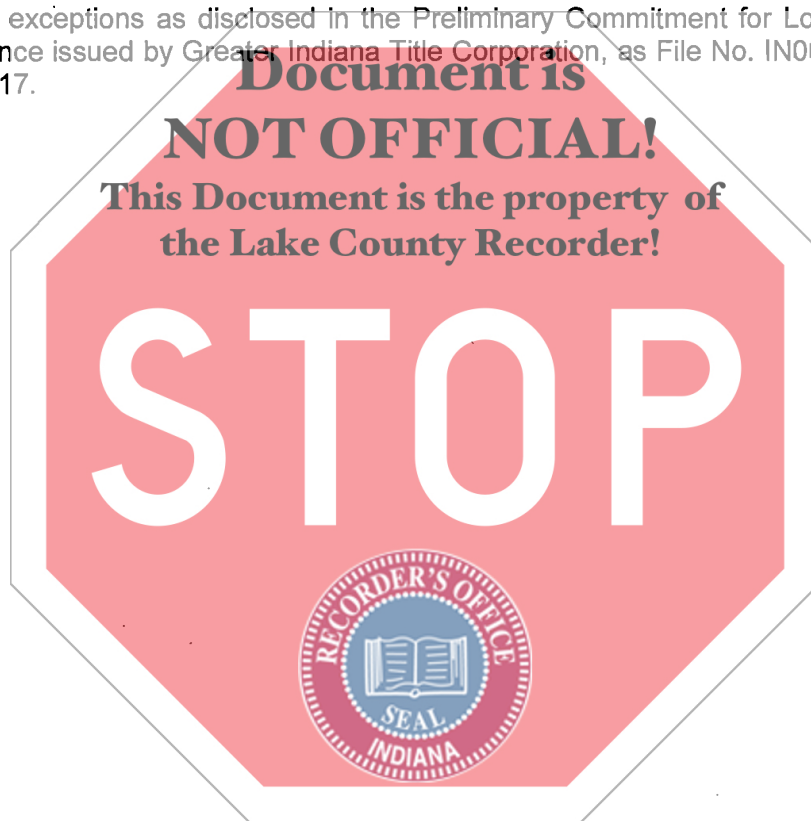 exceptions as disclosed in the Preliminary Commitment for
issued by Greater Indiana Title Corporation, as File No.
17.
Document is
NOT OFFICIAL!
This Document is the property of
the Lake County Recorder!
STOP
RECORDER'S OFFICE
SEAL
INDIANA